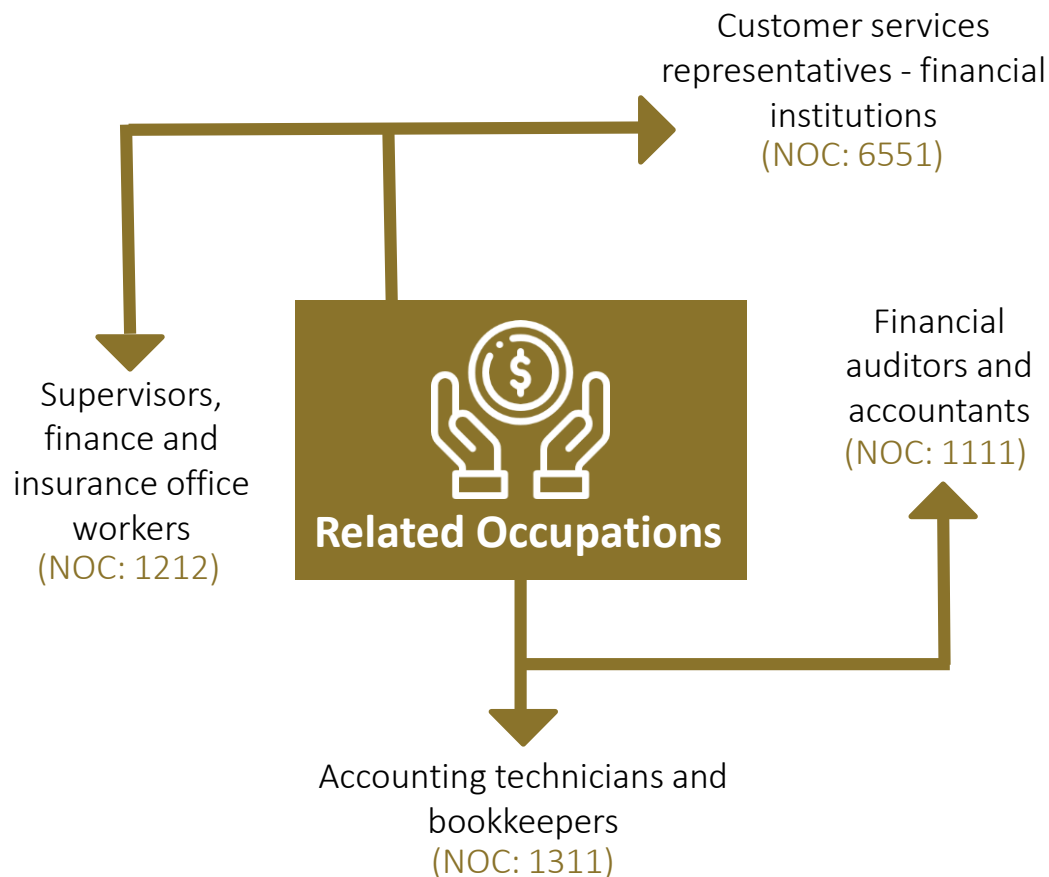 Customer services
representatives - financial
institutions
(NOC: 6551)
Supervisors,
finance and
insurance office
workers
(NOC: 1212)
$
Related Occupations
Financial
auditors and
accountants
(NOC: 1111)
Accounting technicians and
bookkeepers
(NOC: 1311)